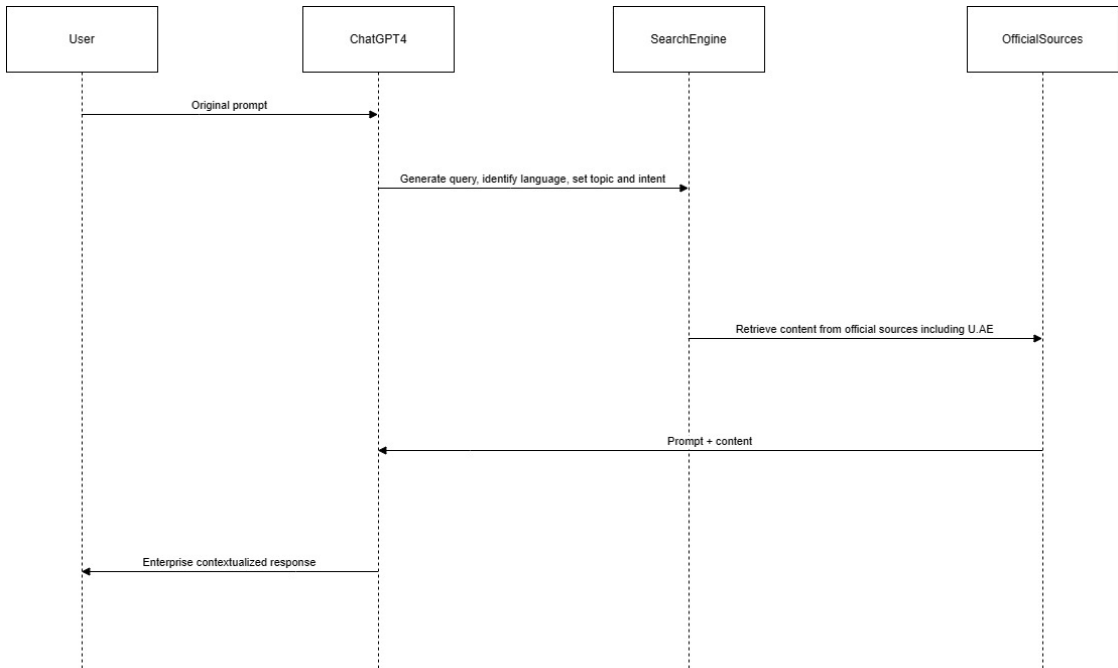 User
ChatGPT4
SearchEngine
OfficialSources
Original prompt
Generate query, identify language, set topic and intent
Retrieve content from official sources including U.AE
Prompt + content
Enterprise contextualized response